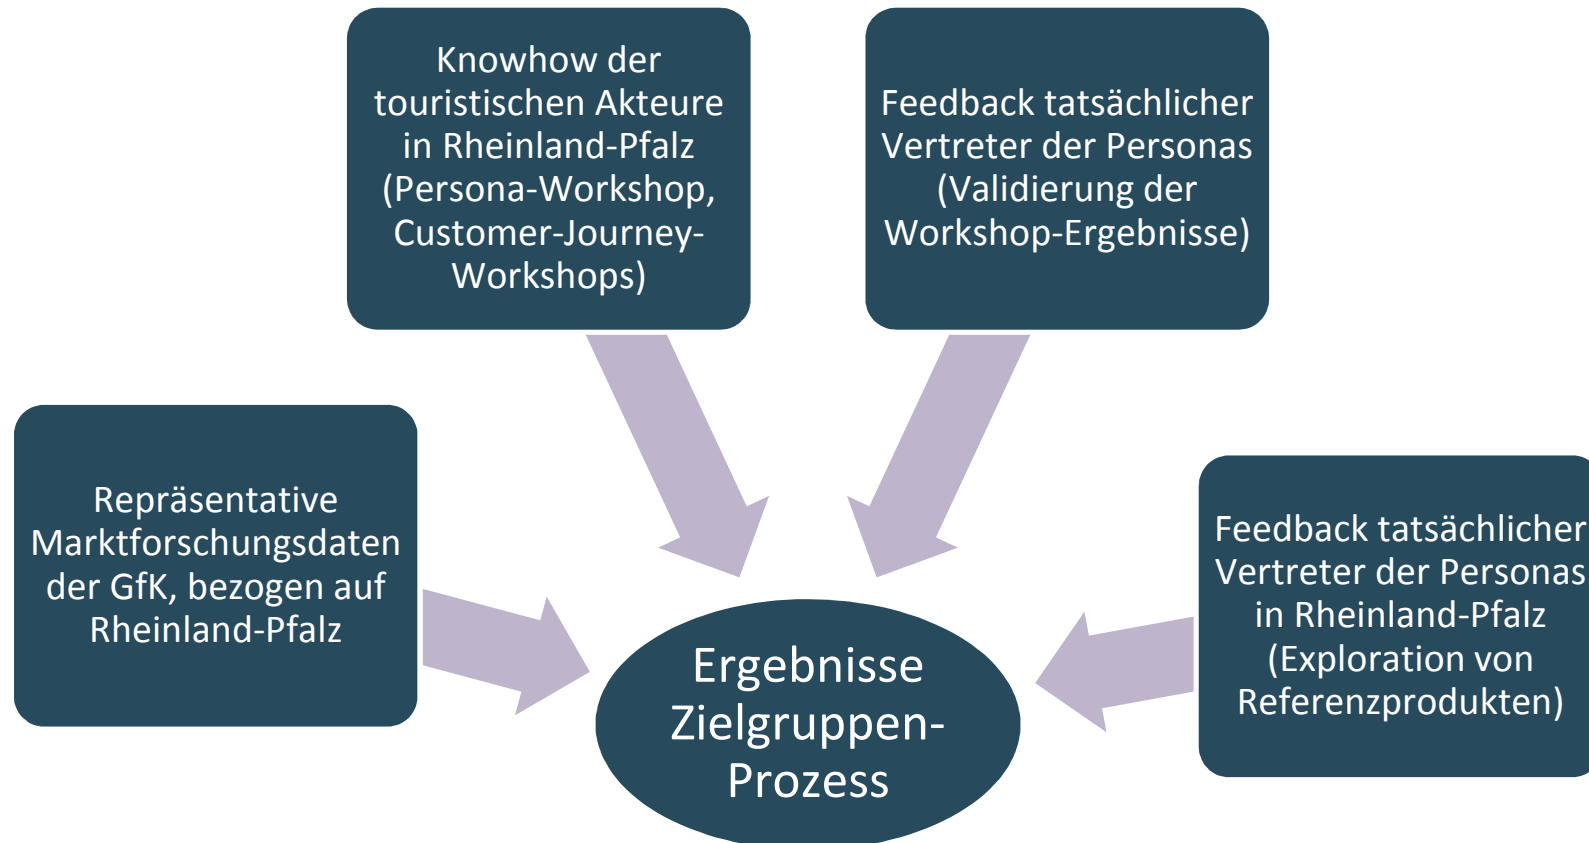 Knowhow der
touristischen Akteure
in Rheinland-Pfalz
(Persona-Workshop,
Customer-Journey-
Workshops)
Feedback tatsächlicher
Vertreter der Personas
(Validierung der
Workshop-Ergebnisse)
Repräsentative
Marktforschungsdaten
der GfK, bezogen auf
Rheinland-Pfalz
Feedback tatsächlicher
Vertreter der Personas
in Rheinland-Pfalz
(Exploration von
Referenzprodukten)
Ergebnisse
Zielgruppen-
Prozess